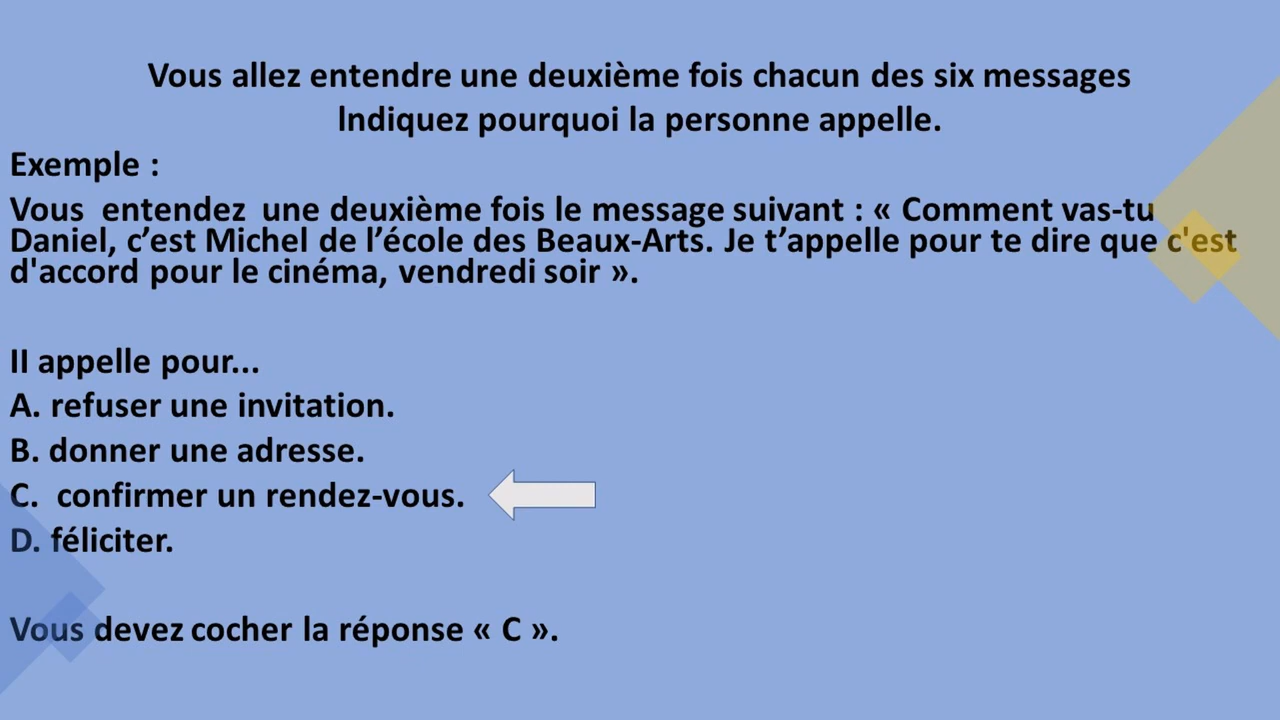 Vous allez entendre une deuxième fois chacun des six messages
Indiquez pourquoi la personne appelle.
Exemple :
Vous entendez une deuxième fois le message suivant : « Comment vas-tu
Daniel, c’est Michel de l’école des Beaux-Arts. Je t’appelle pour te dire que c'est
d'accord pour le cinéma, vendredi soir ».
II appelle pour...
A. refuser une invitation.
B. donner une adresse.
C. confirmer un rendez-vous.
D. féliciter.
Vous devez cocher la réponse « C ».